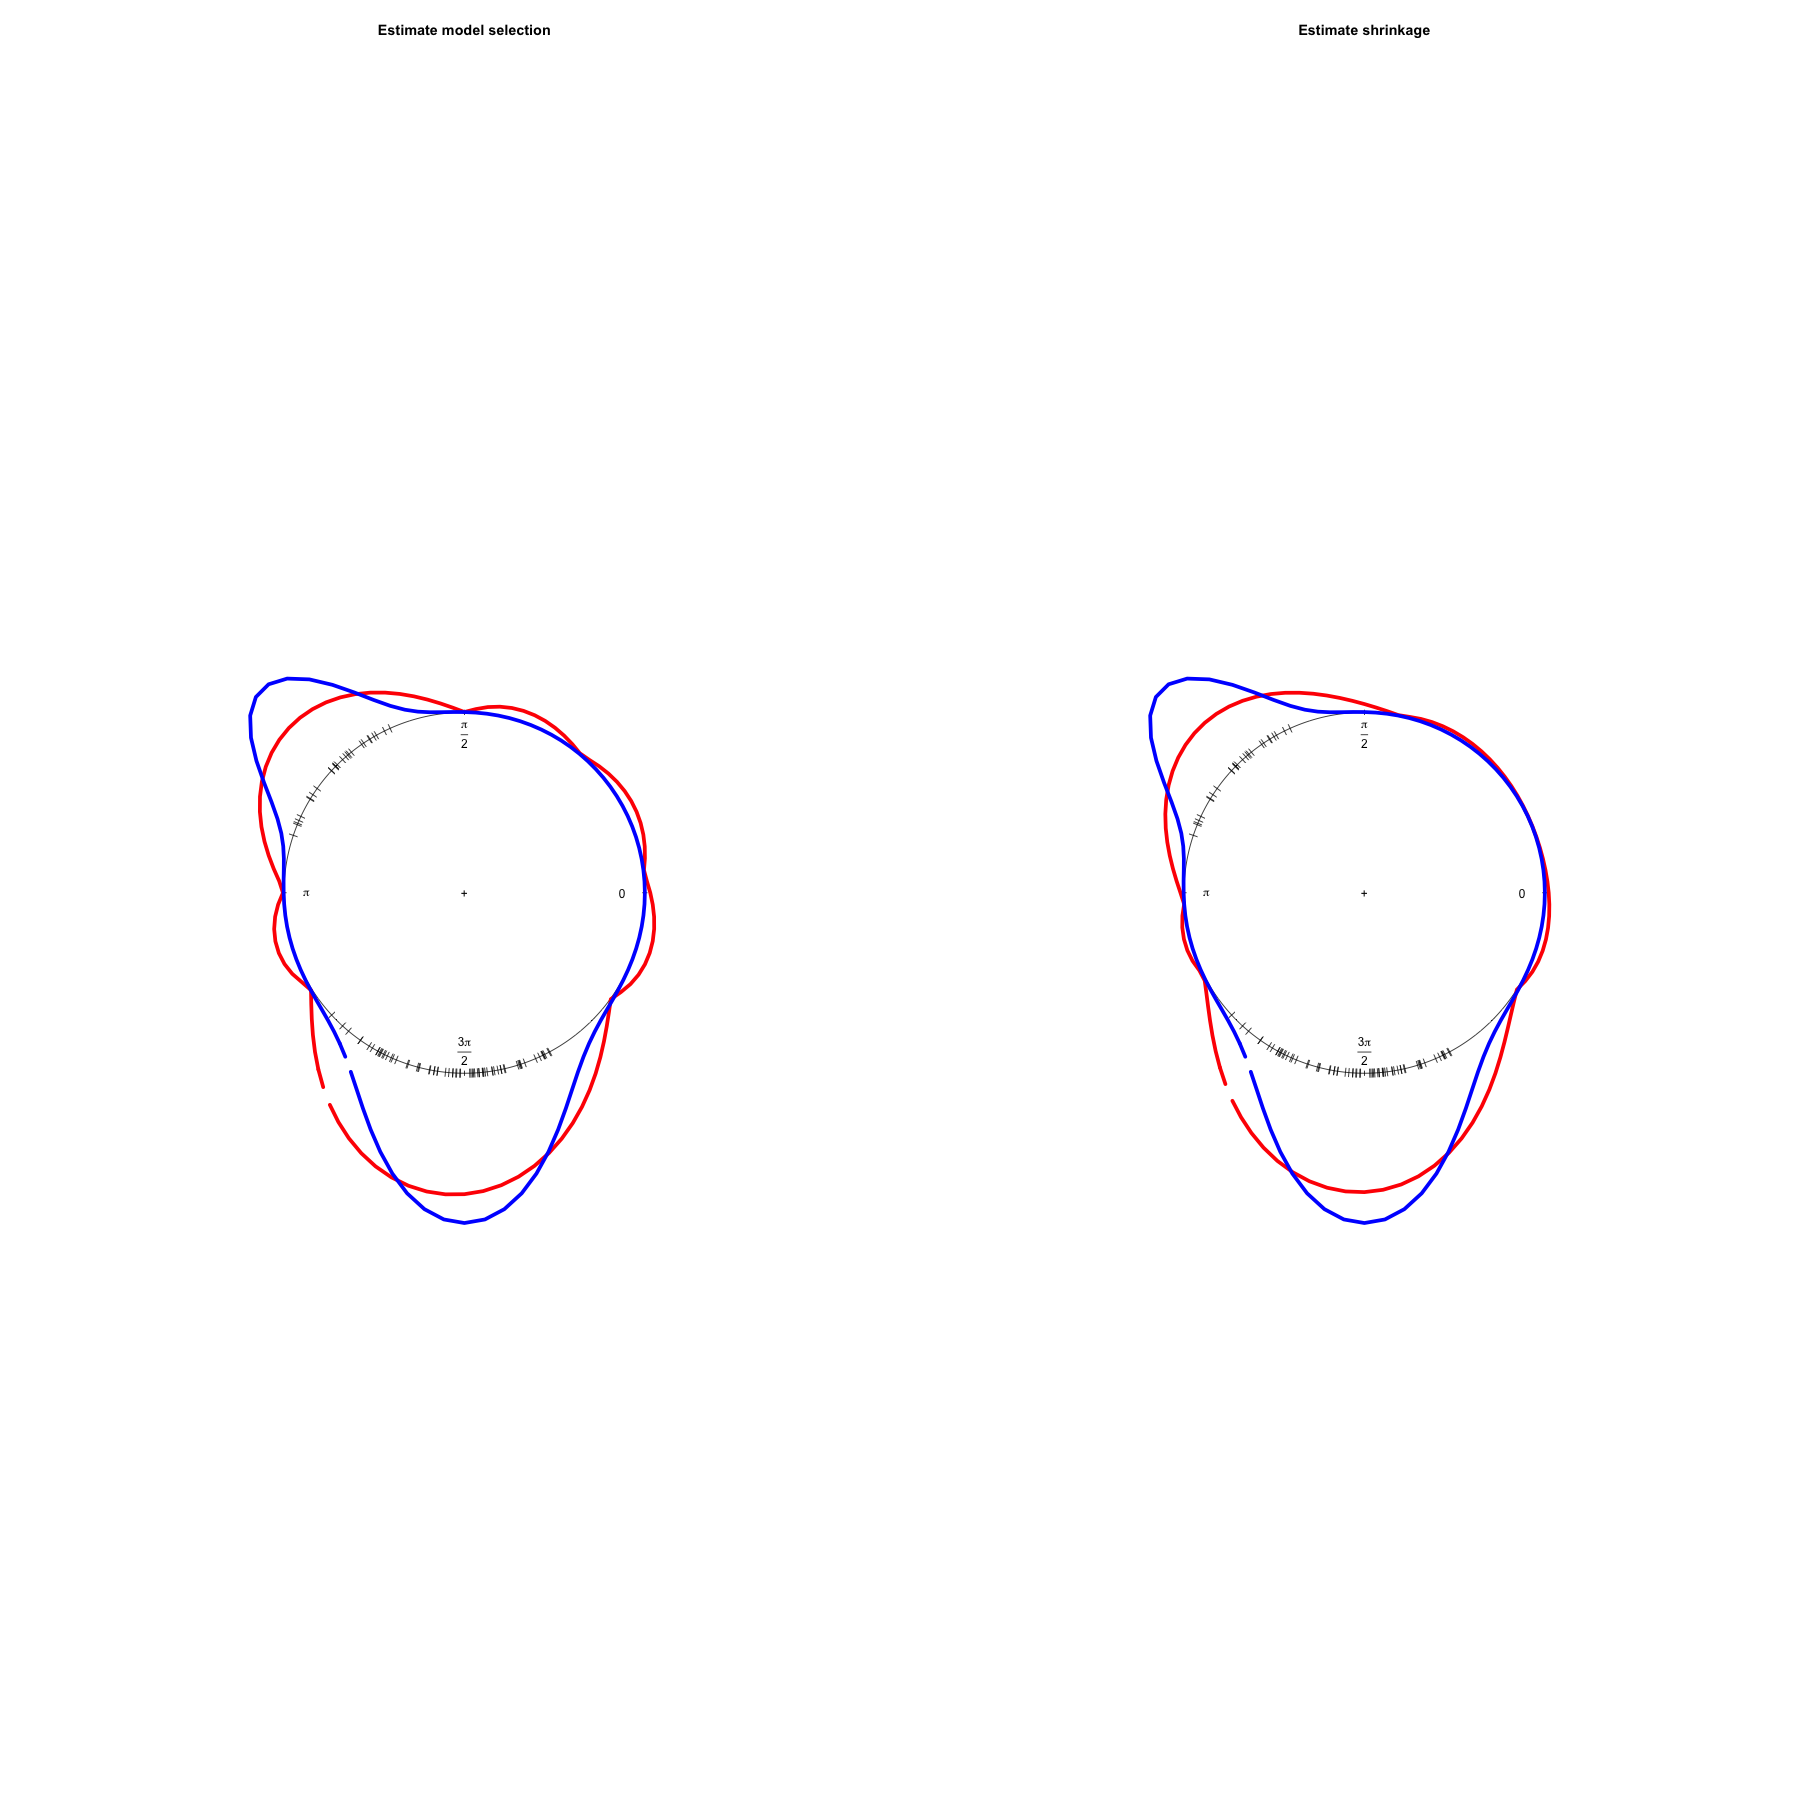 Estimate model selection
Estimate shrinkage
π
2
π
+
0
3π
2
π
2
π
+
0
3π
2